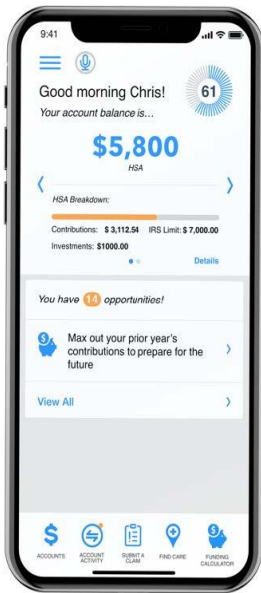 9:41
Good morning Chris!
61
Your account balance is...
$5,800
HSA
HSA Breakdown:
Contributions: $ 3,112.54 IRS Limit: $ 7,000.00
Investments: $1000.00
Details
You have 14 opportunities!
Max out your prior year's
contributions to prepare for the
future
View All
ACCOUNTS
ACCOUNT
ACTIVITY
SUBMIT A
CLAM
FIND CARE
FUNDING
CALCULATOR